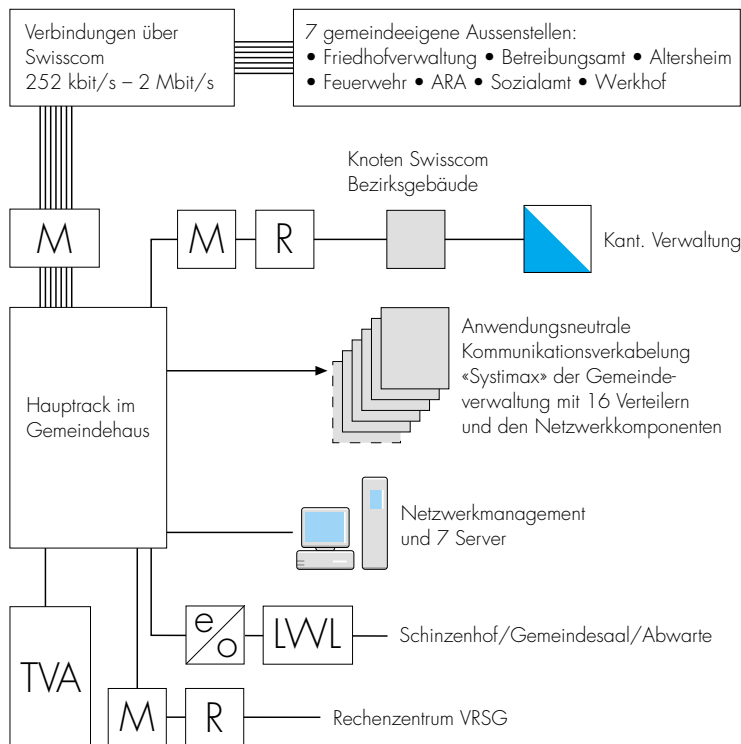 Verbindungen über
Swisscom
252 kbit/s – 2 Mbit/s
7 gemeindeeigene Aussenstellen:
• Friedhofverwaltung • Betreibungsamt • Altersheim
• Feuerwehr • ARA • Sozialamt • Werkhof
Knoten Swisscom
Bezirksgebäude
M
M
R
Kant. Verwaltung
Anwendungsneutrale
Kommunikationsverkabelung
«Systimax» der Gemeinde-
verwaltung mit 16 Verteilern
und den Netzwerkkomponenten
Hauptrack im
Gemeindehaus
Netzwerkmanagement
und 7 Server
e/o
LWL
Schinzenhof/Gemeindesaal/Abwarte
TVA
M
R
Rechenzentrum VRSG